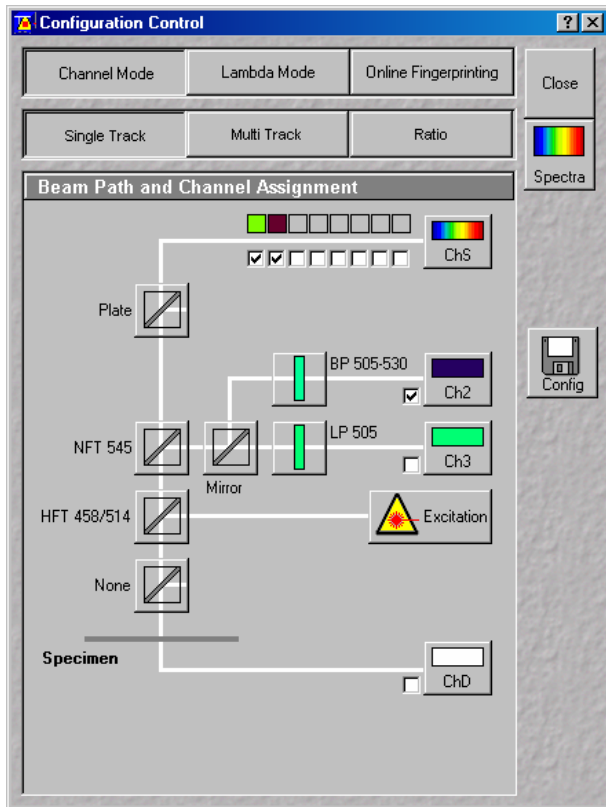 Configuration Control
Channel Mode
Lambda Mode
Online Fingerprinting
Close
Single Track
Multi Track
Ratio
Spectra
Beam Path and Channel Assignment
ChS
Plate
BP 505-530
Ch2
Config
LP 505
NFT 545
Ch3
Mirror
HFT 458/514
Excitation
None
Specimen
ChD